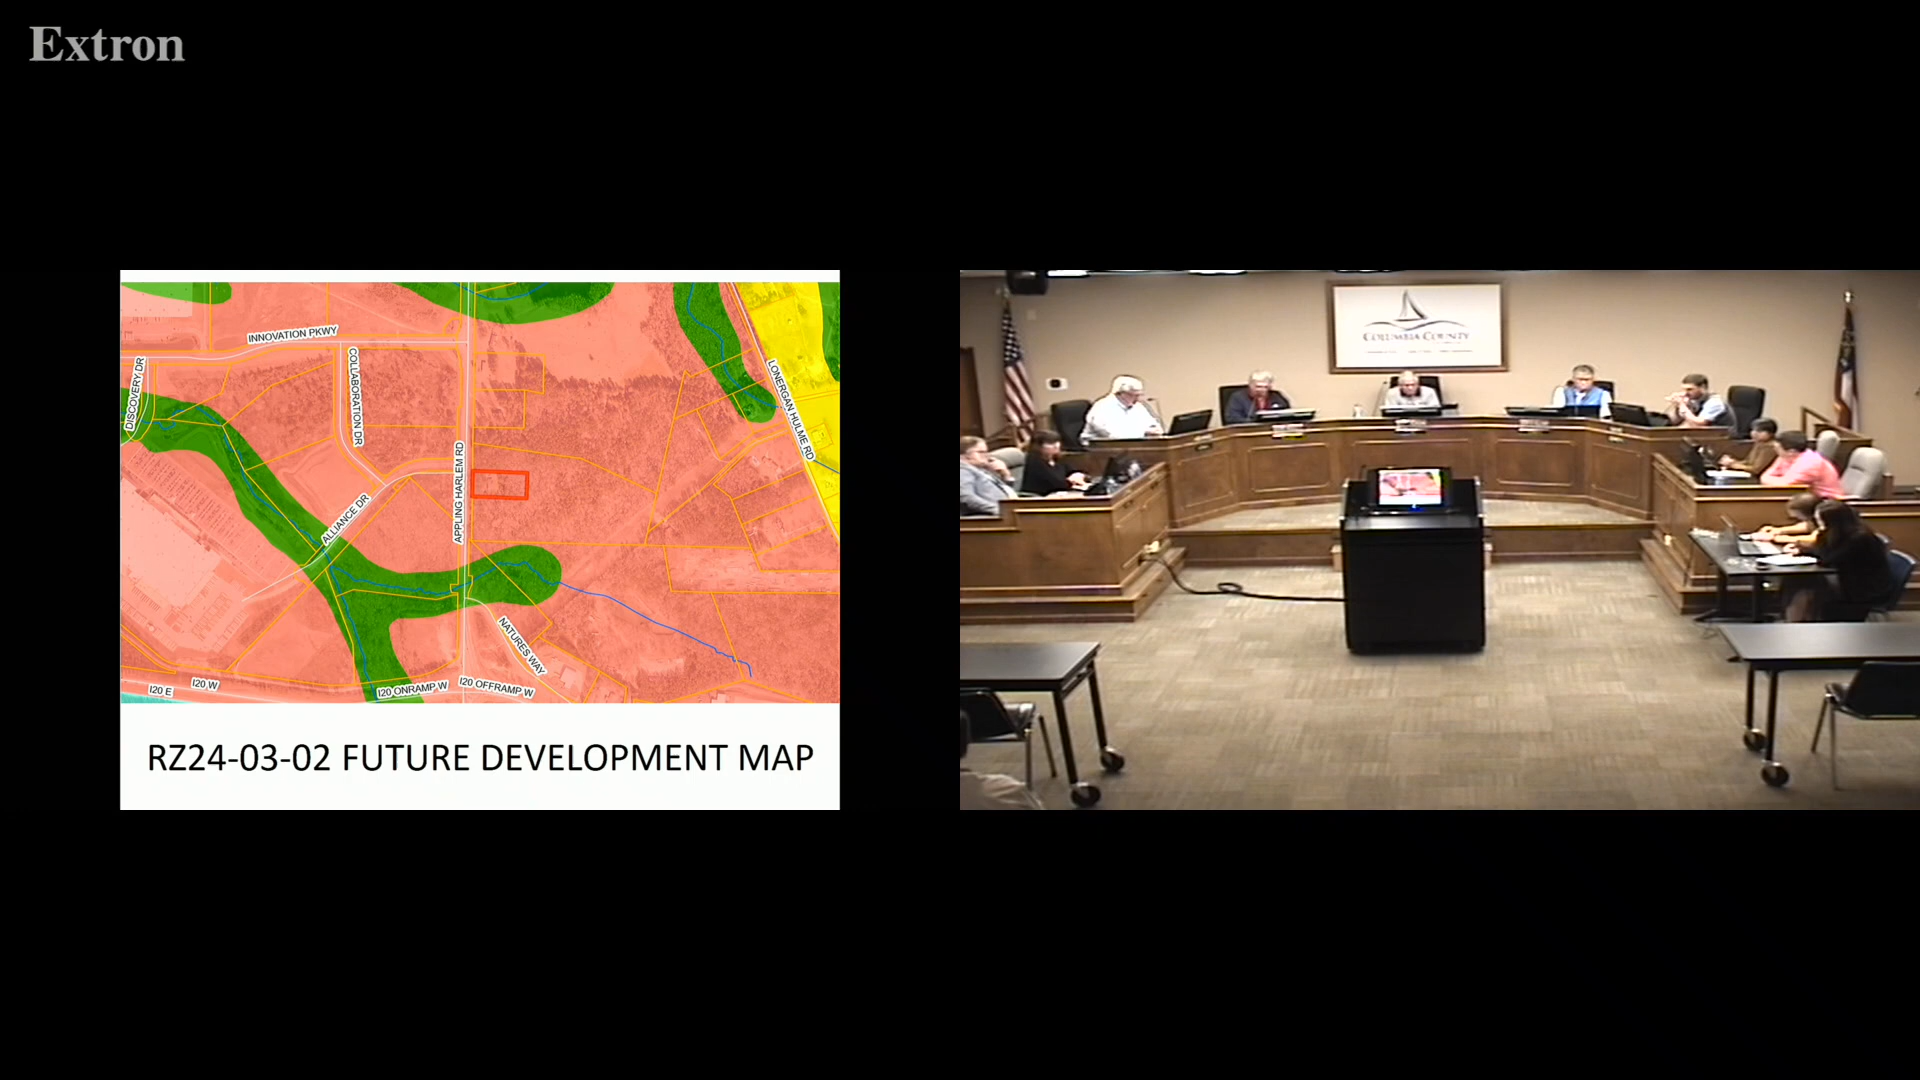 Extron
INNOVATION PKWY
DISCOVERY DR
COLLABORATION DR
LONERGAN HULME RD
APPLING HARLEM RD
ALLIANCE DR
NATURES WAY
I20 E
I20 W
I20 ONRAMP W
I20 OFFRAMP W
RZ24-03-02 FUTURE DEVELOPMENT MAP
COLUMBIA COUNTY